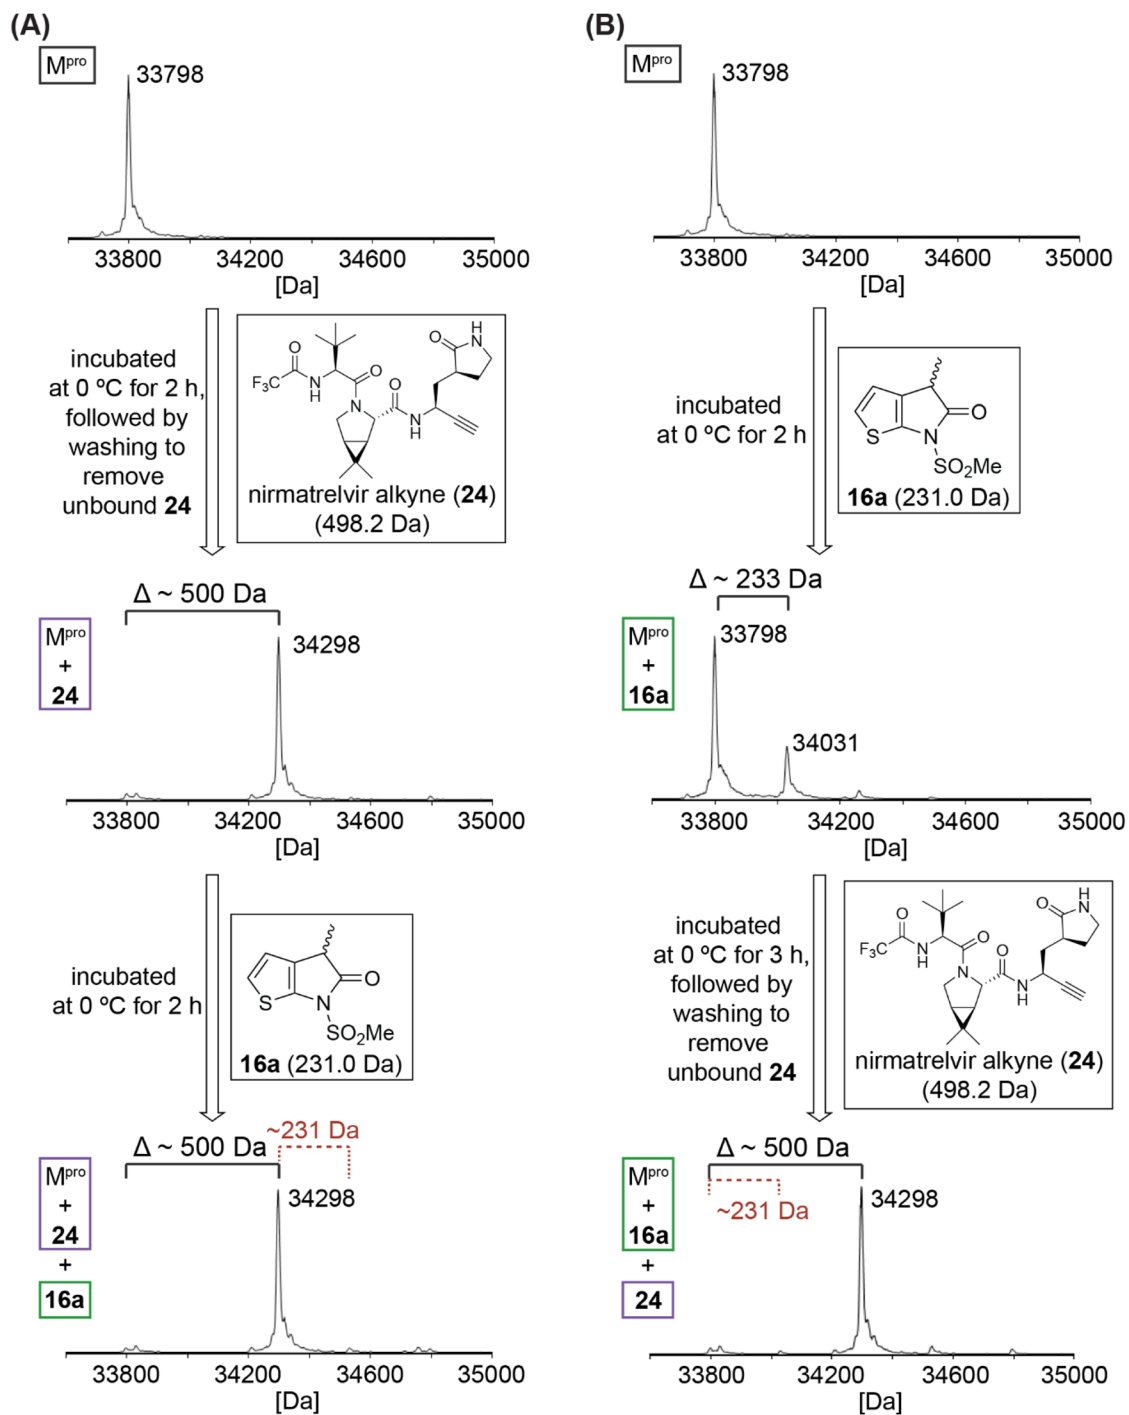 (A)
Mpro
33798
33800 34200 34600 35000
[Da]
incubated
at 0 ºC for 2 h,
followed by
washing to
remove
unbound 24
O
F3C
N
H
O
N
O
N
H
O
H
N
nirmatrelvir alkyne (24)
(498.2 Da)
Δ ~ 500 Da
Mpro
+
24
34298
33800 34200 34600 35000
[Da]
incubated
at 0 ºC for 2 h
S
N
O
SO2Me
16a (231.0 Da)
~231 Da
Δ ~ 500 Da
Mpro
+
24
+
16a
34298
33800 34200 34600 35000
[Da]
(B)
Mpro
33798
33800 34200 34600 35000
[Da]
incubated
at 0 ºC for 2 h
S
N
O
SO2Me
16a (231.0 Da)
Δ ~ 233 Da
Mpro
+
16a
33798
34031
33800 34200 34600 35000
[Da]
incubated
at 0 ºC for 3 h,
followed by
washing to
remove
unbound 24
O
F3C
N
H
O
N
O
N
H
O
H
N
nirmatrelvir alkyne (24)
(498.2 Da)
Δ ~ 500 Da
~231 Da
Mpro
+
16a
+
24
34298
33800 34200 34600 35000
[Da]